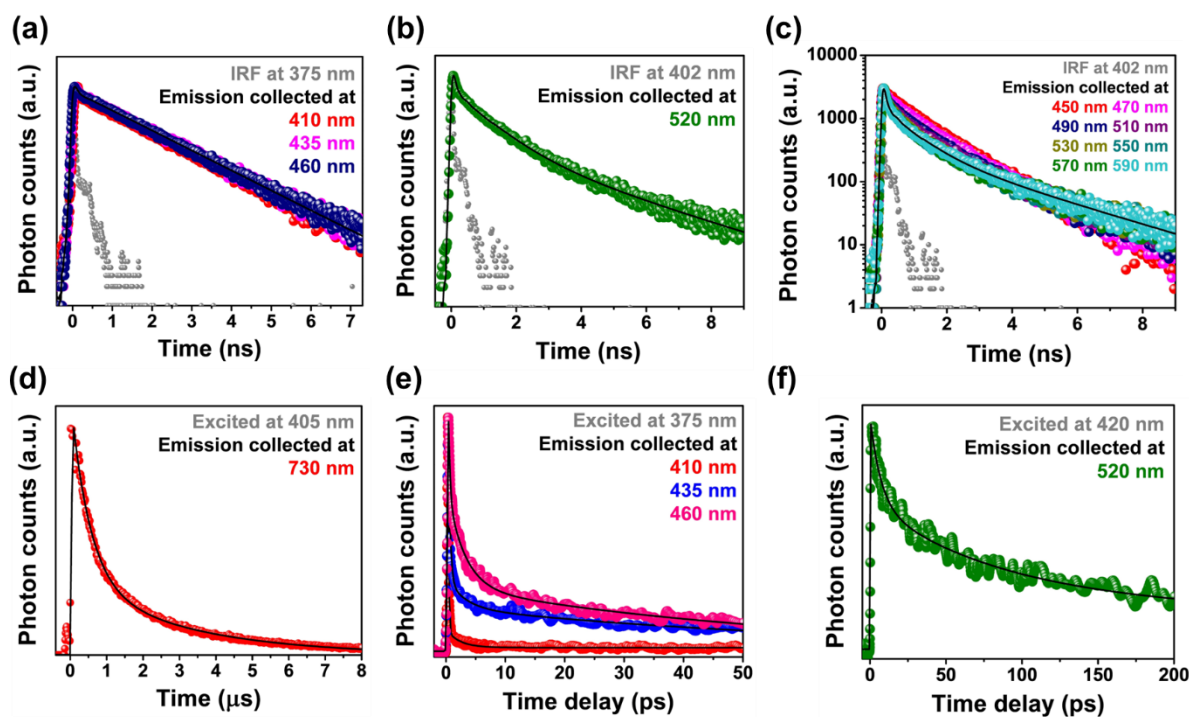 (a)
Photon counts (a.u.)
IRF at 375 nm
Emission collected at
410 nm
435 nm
460 nm
0 1 2 3 4 5 6 7
Time (ns)
(b)
Photon counts (a.u.)
IRF at 402 nm
Emission collected at
520 nm
0 2 4 6 8
Time (ns)
(c)
Photon counts (a.u.)
10000
1000
100
10
1
IRF at 402 nm
Emission collected at
450 nm 470 nm
490 nm 510 nm
530 nm 550 nm
570 nm 590 nm
0 2 4 6 8
Time (ns)
(d)
Photon counts (a.u.)
Excited at 405 nm
Emission collected at
730 nm
0 1 2 3 4 5 6 7 8
Time (μs)
(e)
Photon counts (a.u.)
Excited at 375 nm
Emission collected at
410 nm
435 nm
460 nm
0 10 20 30 40 50
Time delay (ps)
(f)
Photon counts (a.u.)
Excited at 420 nm
Emission collected at
520 nm
0 25 50 75 100 150 200
Time delay (ps)